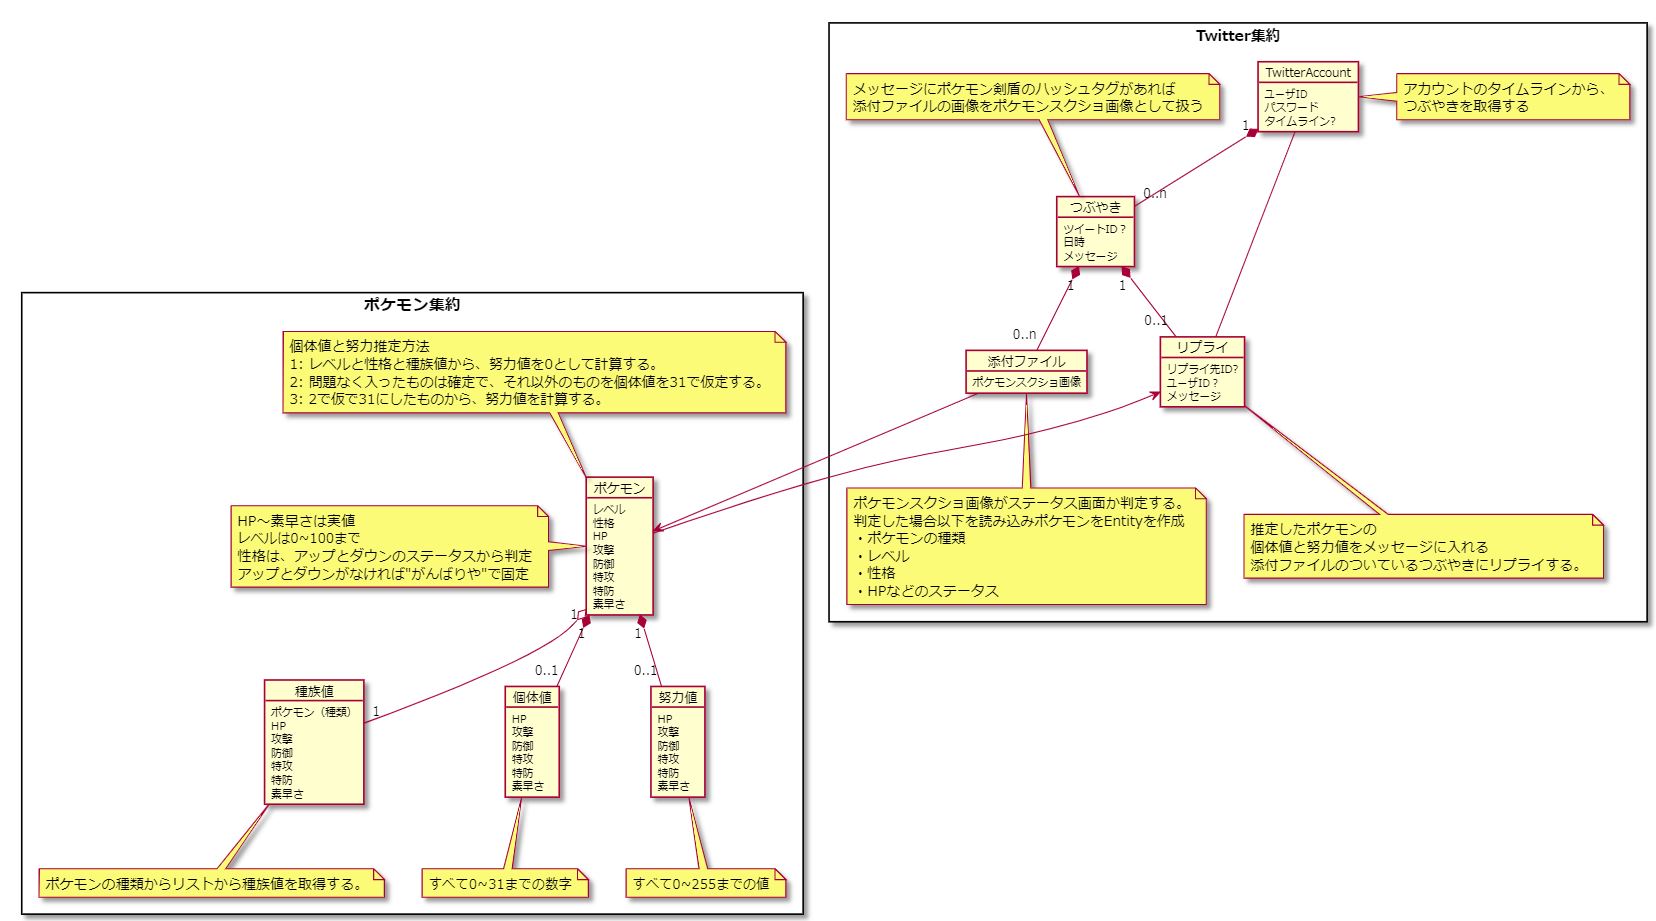 Twitter集約
TwitterAccount
ユーザID
パスワード
タイムライン?
アカウントのタイムラインから、
つぶやきを取得する
メッセージにポケモン剣盾のハッシュタグがあれば
添付ファイルの画像をポケモンスクショ画像として扱う
1
0..n
つぶやき
ツイートID？
日時
メッセージ
1
1
0..n
0..1
添付ファイル
ポケモンスクショ画像
リプライ
リプライ先ID?
ユーザID？
メッセージ
ポケモンスクショ画像がステータス画面か判定する。
判定した場合以下を読み込みポケモンをEntityを作成
・ポケモンの種類
・レベル
・性格
・HPなどのステータス
推定したポケモンの
個体値と努力値をメッセージに入れる
添付ファイルのついているつぶやきにリプライする。
ポケモン集約
個体値と努力推定方法
1: レベルと性格と種族値から、努力値を0として計算する。
2: 問題なく入ったものは確定で、それ以外のものを個体値を31で仮定する。
3: 2で仮で31にしたものから、努力値を計算する。
ポケモン
レベル
性格
HP
攻撃
防御
特攻
特防
素早さ
HP～素早さは実値
レベルは0~100まで
性格は、アップとダウンのステータスから判定
アップとダウンがなければ"がんばりや"で固定
1
1
1
1
0..1
0..1
種族値
ポケモン（種類）
HP
攻撃
防御
特攻
特防
素早さ
個体値
HP
攻撃
防御
特攻
特防
素早さ
努力値
HP
攻撃
防御
特攻
特防
素早さ
ポケモンの種類からリストから種族値を取得する。
すべて0~31までの数字
すべて0~255までの値